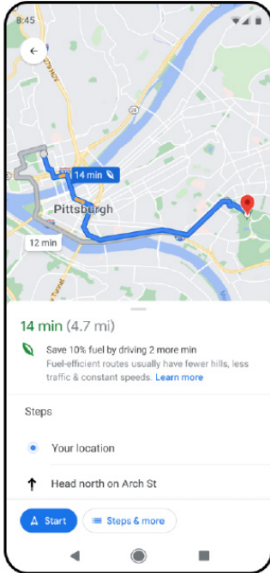 8:45
14 min
Pittsburgh
12 min
14 min (4.7 mi)
Save 10% fuel by driving 2 more min
Fuel-efficient routes usually have fewer hills, less
traffic & constant speeds. Learn more
Steps
Your location
Head north on Arch St
Start
Steps & more